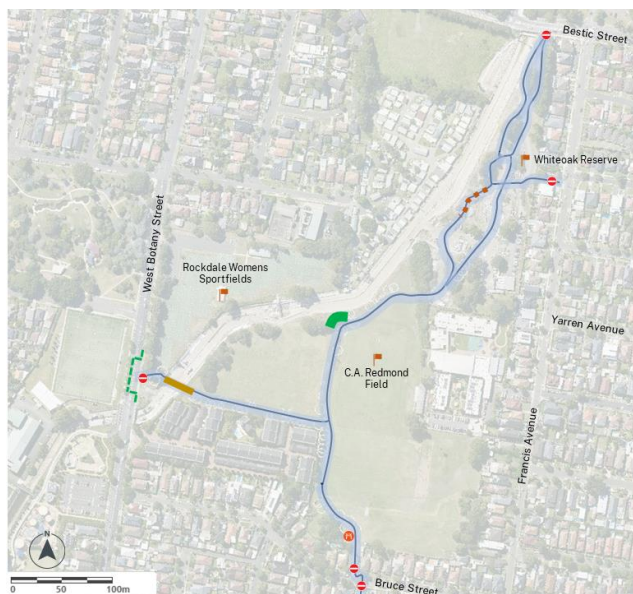 Bestic Street
Whiteoak Reserve
West Botany Street
Rockdale Womens
Sportfields
Yarren Avenue
C.A. Redmond
Field
Francis Avenue
N
Bruce Street
0 50 100m